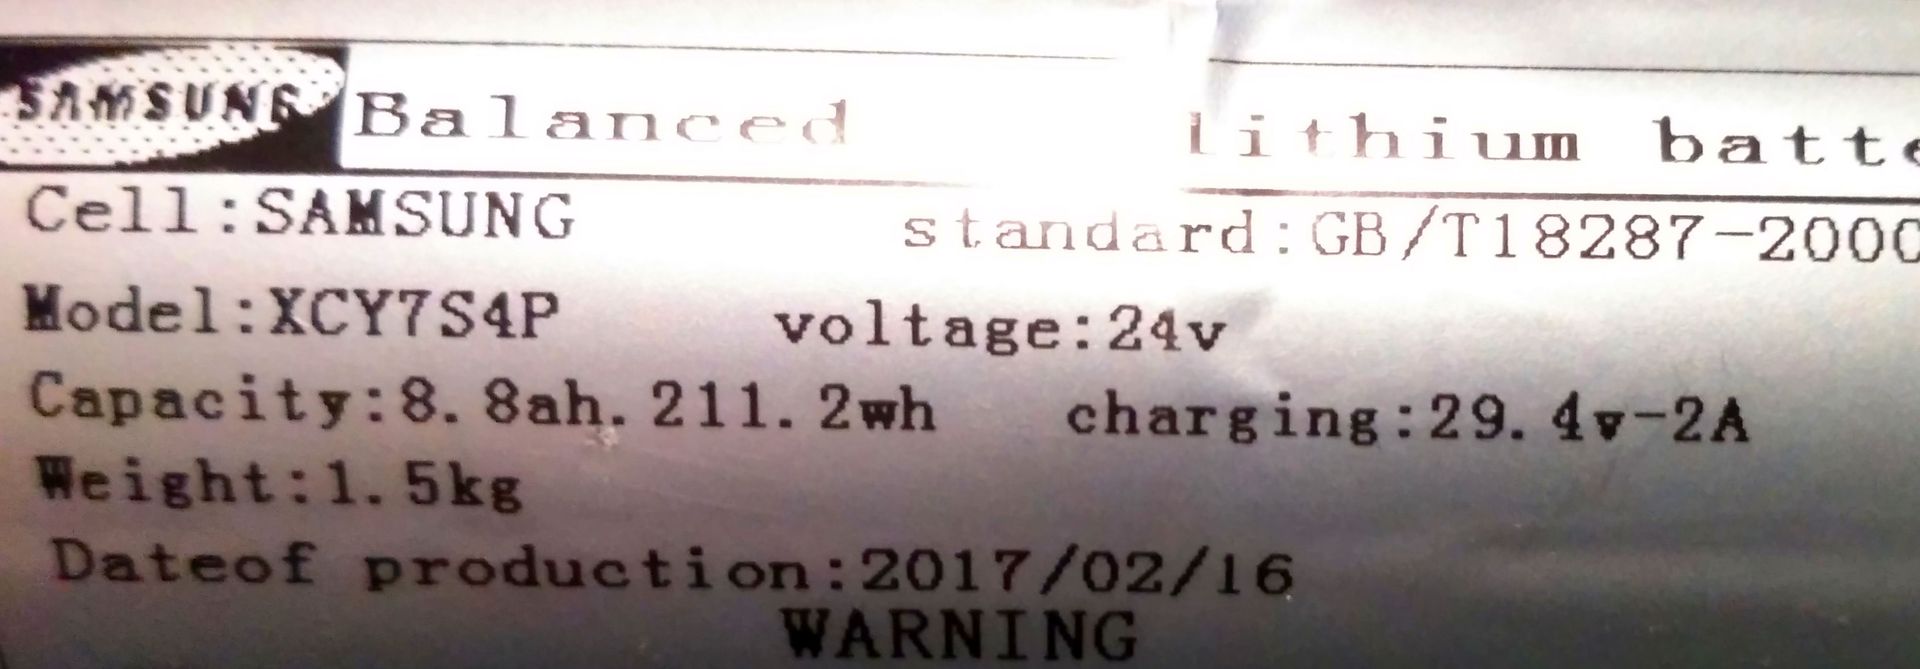 SAMSUNG Balanced Lithium batte
Cell:SAMSUNG standard:GB/T18287-2000
Model:XCY7S4P voltage:24v
Capacity:8.8ah.211.2wh charging:29.4v-2A
Weight:1.5kg
Dateof production:2017/02/16
WARNING